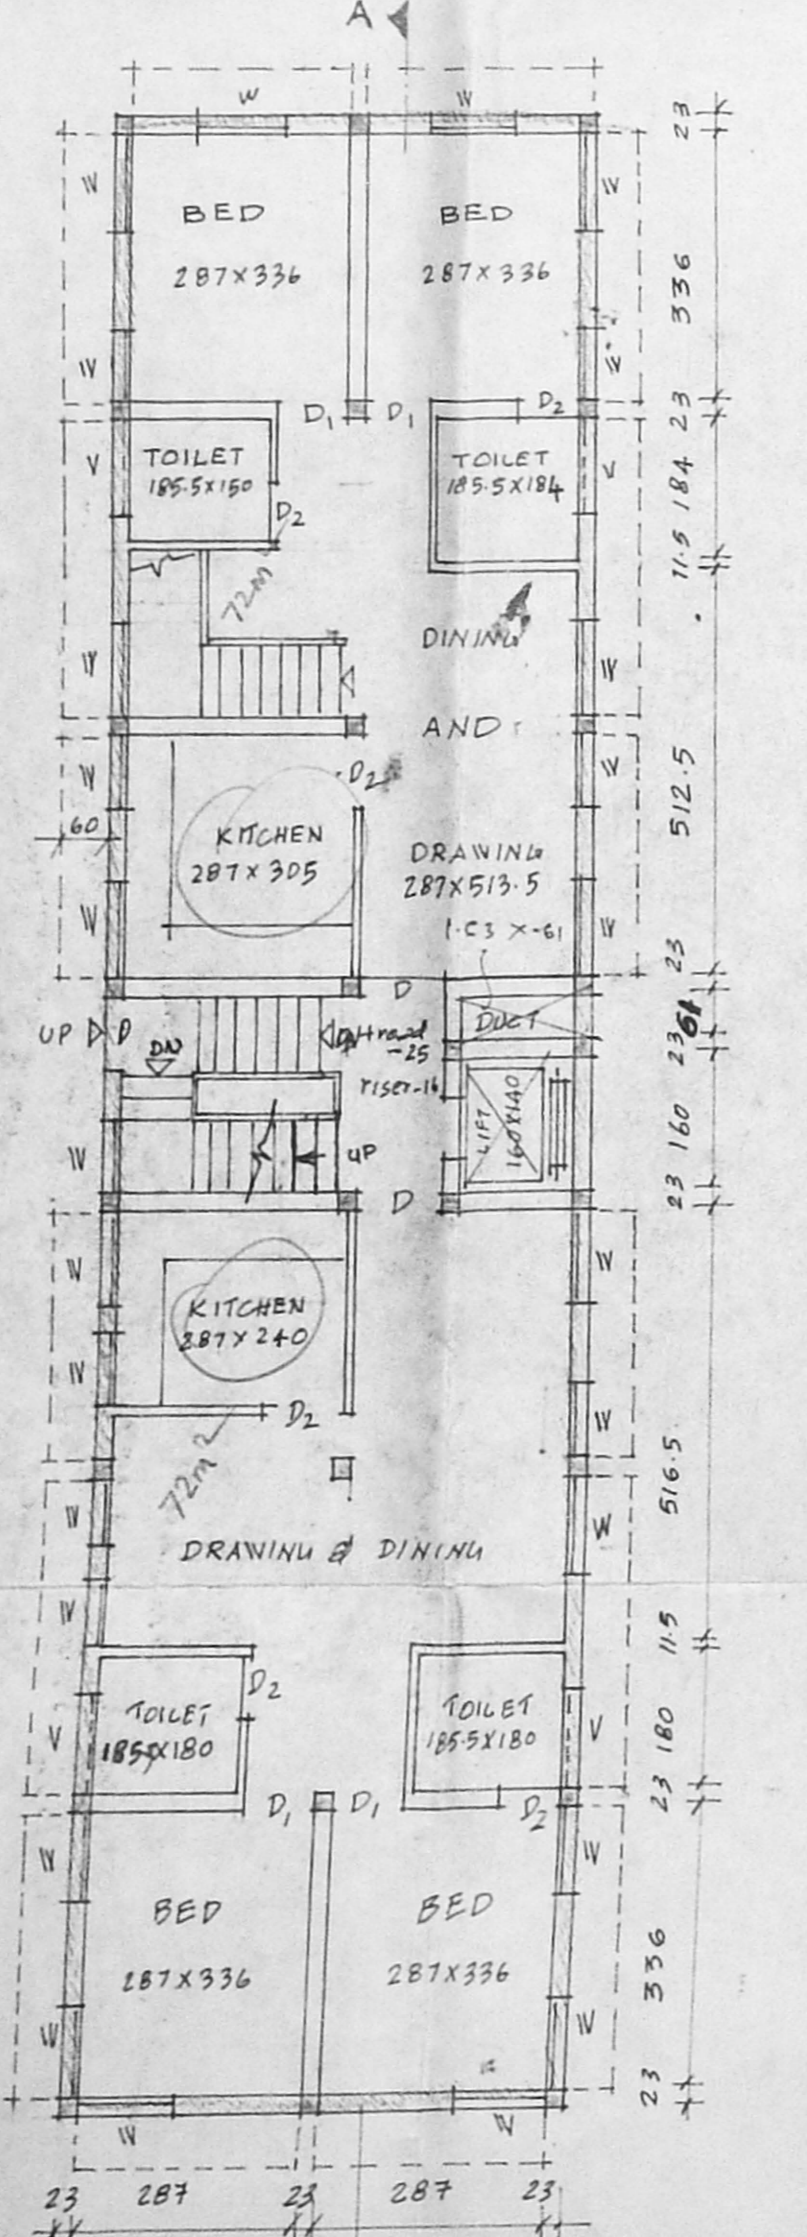 A
W W
23
W W
BED BED
287×336 287×336
336
W W
D1 D1 D2
23
TOILET TOILET
185.5×150 185.5×184
V V
184
D2
11.5
72m
DINING
W W
AND
W D2 W
512.5
60
KITCHEN
287×305
DRAWING
287×513.5
W W
23
D
UP D
DN
DUCT
61
tread
-25
23
riser-16
LIFT
160×140
160
W
UP
D
23
W W
KITCHEN
287×240
W W
D2
516.5
72m2
W W
DRAWING & DINING
W
11.5
D2
TOILET TOILET
185.5×180 185.5×180
V V
180
D1 D1 D2
23
W W
BED BED
287×336 287×336
336
W W
23
W W
23 287 23 287 23